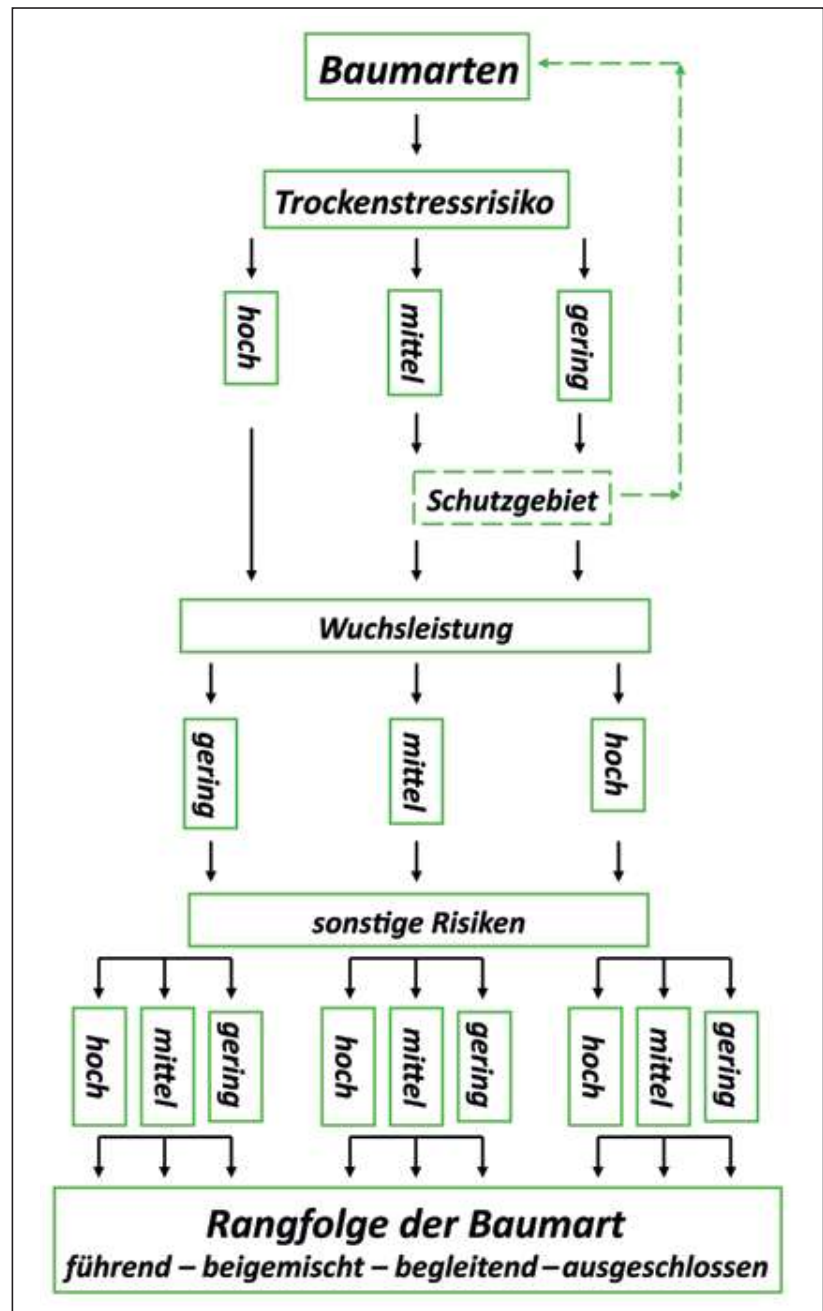 Baumarten
Trockenstressrisiko
hoch
mittel
gering
Schutzgebiet
Wuchsleistung
gering
mittel
hoch
sonstige Risiken
hoch
mittel
gering
hoch
mittel
gering
hoch
mittel
gering
Rangfolge der Baumart
führend – beigemischt – begleitend –ausgeschlossen